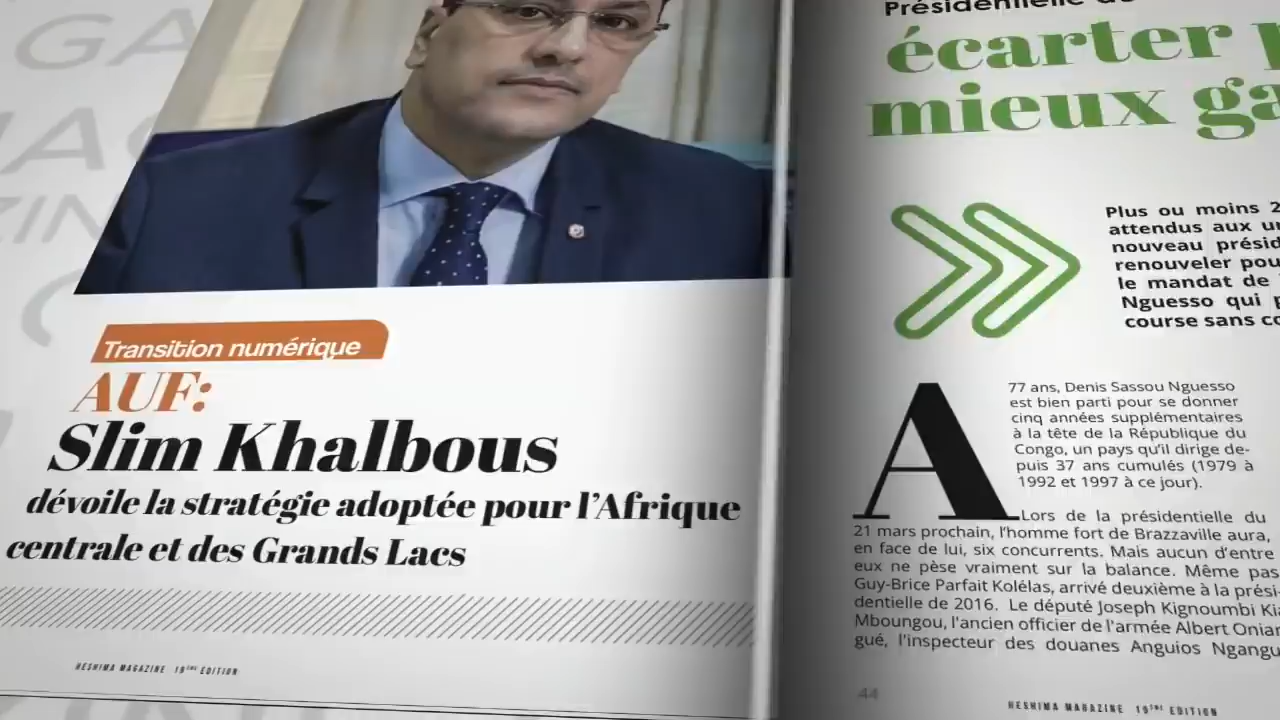 Transition numérique
AUF:
Slim Khalbous
dévoile la stratégie adoptée pour l'Afrique
centrale et des Grands Lacs
HESHIMA MAGAZINE 19ÈME EDITION
écarter
mieux
Plus ou moins
attendus aux
nouveau
renouveler
le mandat de
Nguesso qui
course sans
A
77 ans, Denis Sassou Nguesso
est bien parti pour se donner
cinq années supplémentaires
à la tête de la République du
Congo, un pays qu'il dirige de-
puis 37 ans cumulés (1979 à
1992 et 1997 à ce jour).
Lors de la présidentielle du
21 mars prochain, l'homme fort de Brazzaville aura,
en face de lui, six concurrents. Mais aucun d'entre
eux ne pèse vraiment sur la balance. Même pas
Guy-Brice Parfait Kolélas, arrivé deuxième à la prési-
dentielle de 2016. Le député Joseph Kignoumbi
Mboungou, l'ancien officier de l'armée Albert
gué, l'inspecteur des douanes Anguios
44
HESHIMA MAGAZINE 19ÈME EDITION